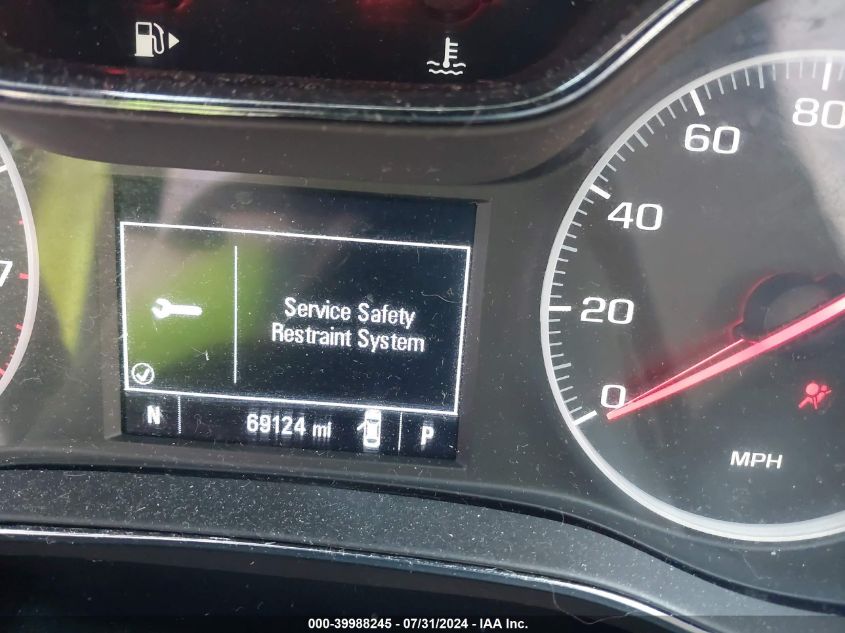 80
60
40
20
0
7
Service Safety
Restraint System
N 69124 mi P
MPH
000-39988245 - 07/31/2024 - IAA Inc.